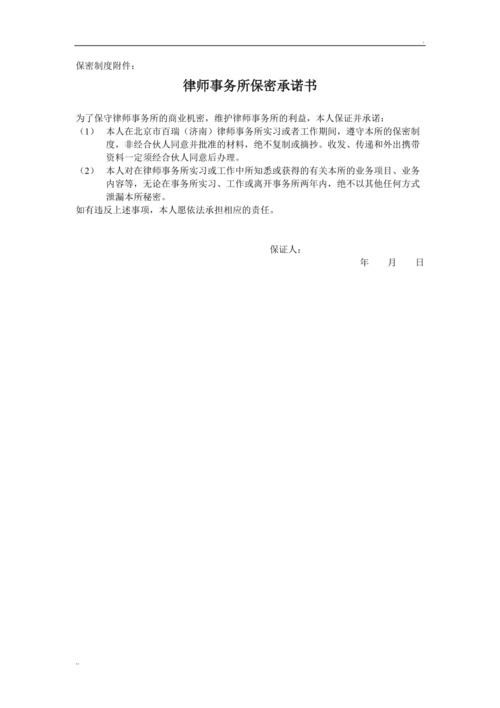 保密制度附件：
律师事务所保密承诺书
为了保守律师事务所的商业机密，维护律师事务所的利益，本人保证并承诺：
（1） 本人在北京市百瑞（济南）律师事务所实习或者工作期间，遵守本所的保密制
度，非经合伙人同意并批准的材料，绝不复制或摘抄。收发、传递和外出携带
资料一定须经合伙人同意后办理。
（2） 本人对在律师事务所实习或工作中所知悉或获得的有关本所的业务项目、业务
内容等，无论在事务所实习、工作或离开事务所两年内，绝不以其他任何方式
泄漏本所秘密。
如有违反上述事项，本人愿依法承担相应的责任。
保证人：
年 月 日
..